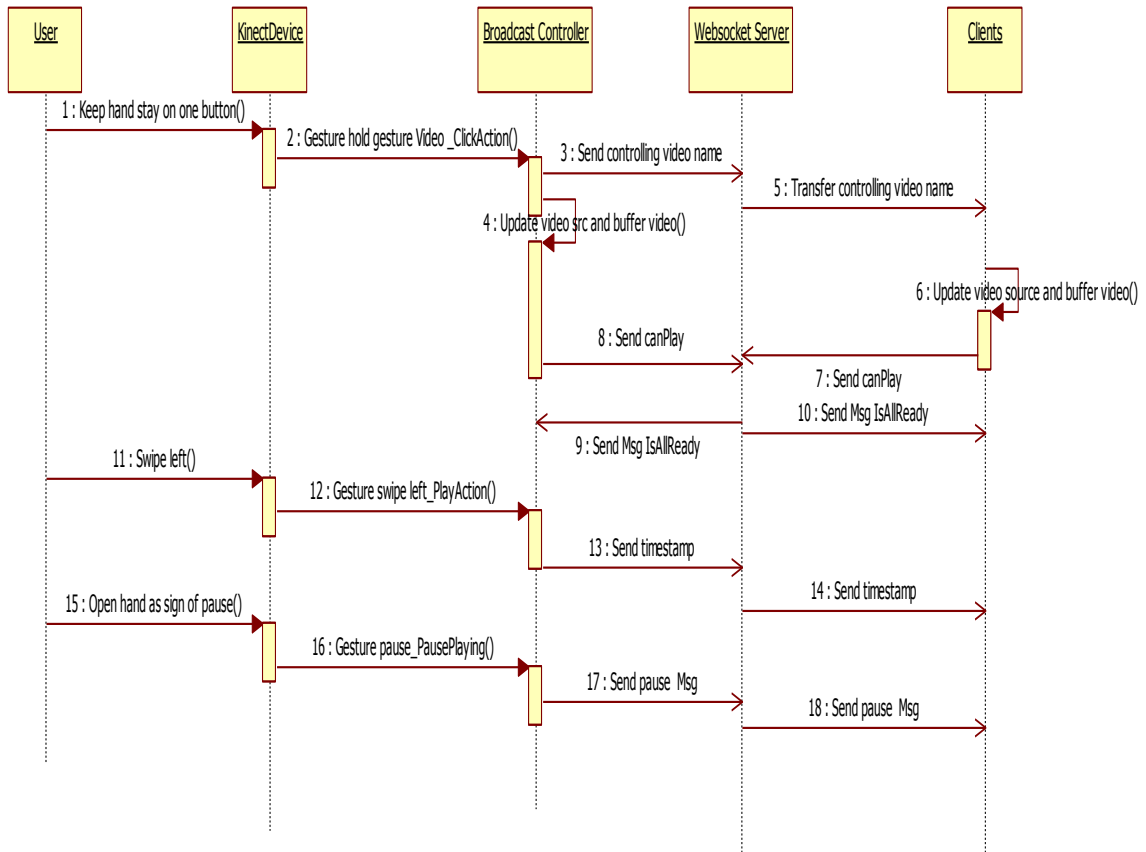 User
KinectDevice
Broadcast Controller
Websocket Server
Clients
1 : Keep hand stay on one button()
2 : Gesture hold gesture Video _ClickAction()
3 : Send controlling video name
5 : Transfer controlling video name
4 : Update video src and buffer video()
6 : Update video source and buffer video()
8 : Send canPlay
7 : Send canPlay
10 : Send Msg IsAllReady
9 : Send Msg IsAllReady
11 : Swipe left()
12 : Gesture swipe left_PlayAction()
13 : Send timestamp
14 : Send timestamp
15 : Open hand as sign of pause()
16 : Gesture pause_PausePlaying()
17 : Send pause  Msg
18 : Send pause  Msg